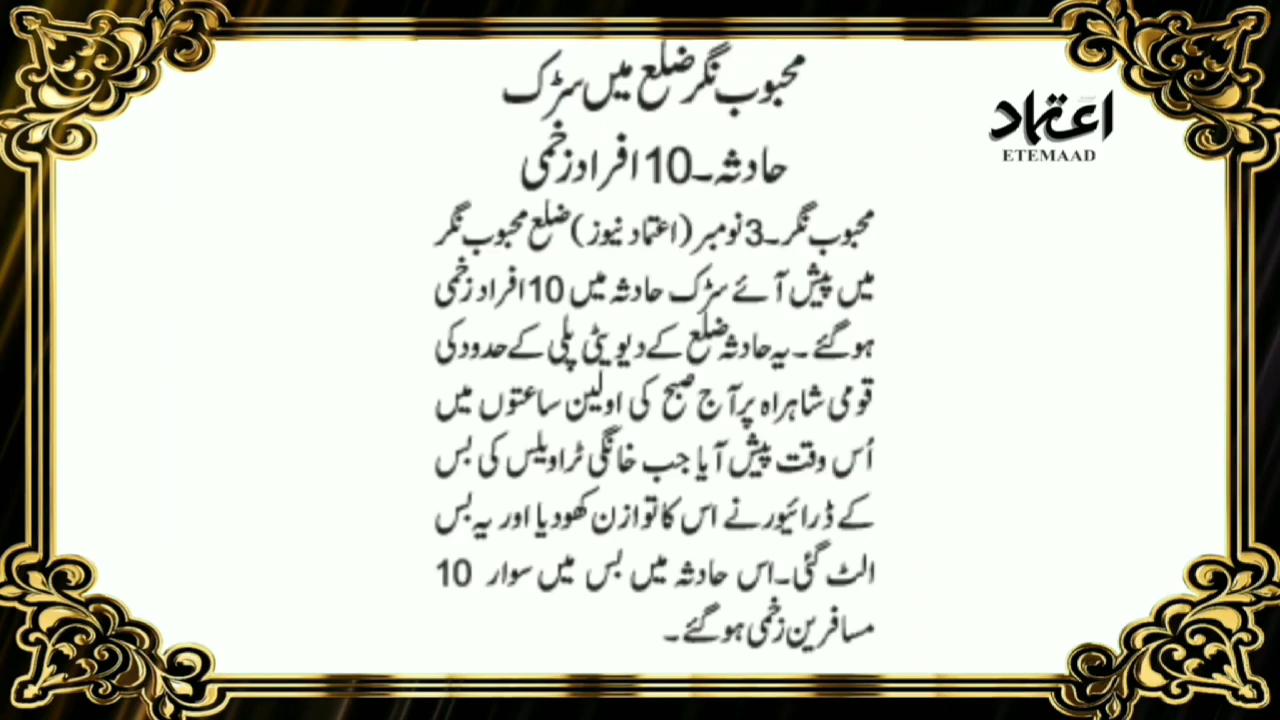 محبوب نگر ضلع میں سڑک
حادثہ۔10 افراد زخمی
اعتماد
ETEMAAD
محبوب نگر۔3 نومبر (اعتماد نیوز) ضلع محبوب نگر
میں پیش آئے سڑک حادثہ میں 10 افراد زخمی
ہوگئے۔ یہ حادثہ ضلع کے دیویٹی پلی کے حدود کی
قومی شاہراہ پر آج صبح کی اولین ساعتوں میں
اُس وقت پیش آیا جب خانگی ٹراویلس کی بس
کے ڈرائیور نے اس کا توازن کھو دیا اور یہ بس
الٹ گئی۔ اس حادثہ میں بس میں سوار 10
مسافرین زخمی ہوگئے۔